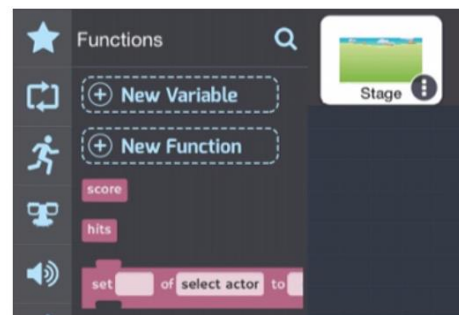 Functions
New Variable
New Function
score
hits
set of select actor to
Stage